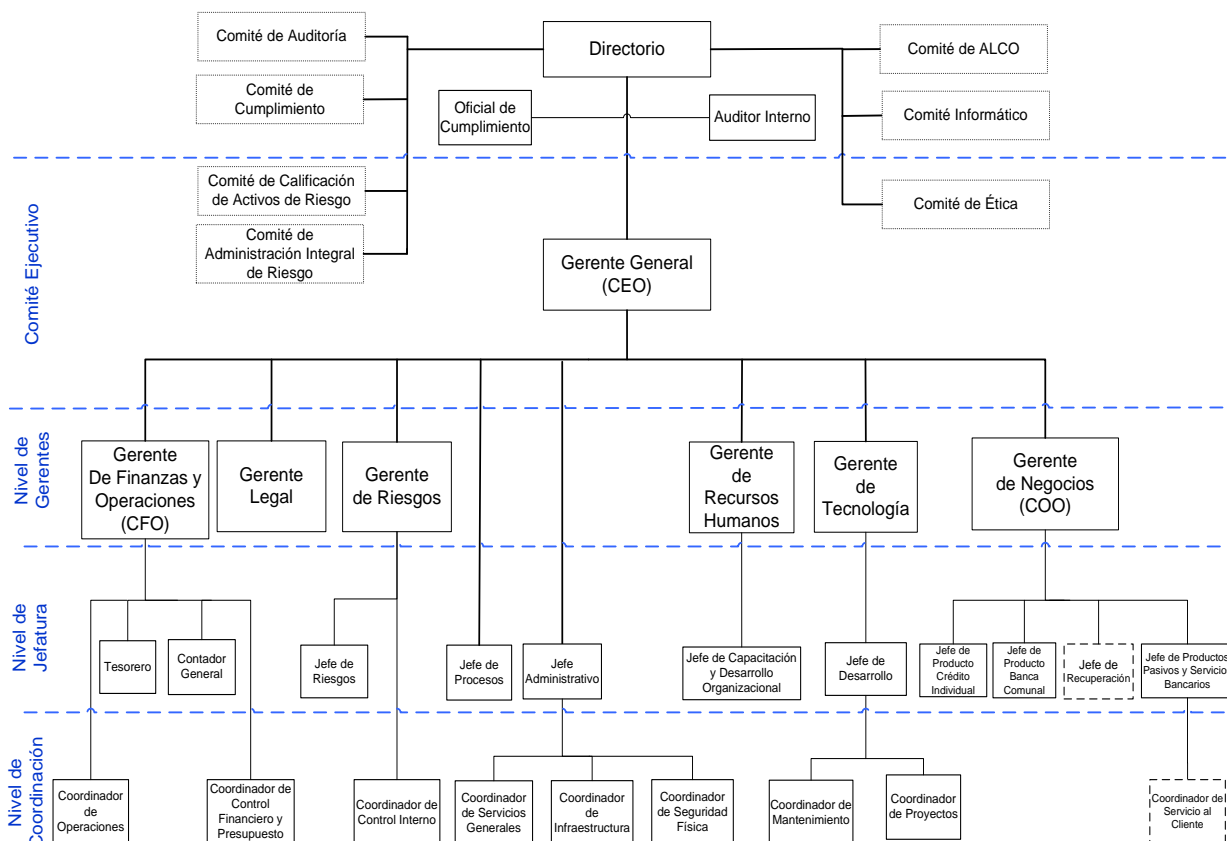 Comité de Auditoría
Directorio
Comité de ALCO
Comité de
Cumplimiento
Oficial de
Cumplimiento
Auditor Interno
Comité Informático
Comité Ejecutivo
Comité de Calificación
de Activos de Riesgo
Comité de Ética
Comité de
Administración Integral
de Riesgo
Gerente General
(CEO)
Nivel de
Gerentes
Gerente
De Finanzas y
Operaciones
(CFO)
Gerente
Legal
Gerente
de Riesgos
Gerente
de
Recursos
Humanos
Gerente
de
Tecnología
Gerente
de Negocios
(COO)
Nivel de
Jefatura
Tesorero
Contador
General
Jefe de
Riesgos
Jefe de
Procesos
Jefe
Administrativo
Jefe de Capacitación
y Desarrollo
Organizacional
Jefe de
Desarrollo
Jefe de
Producto
Crédito
Individual
Jefe de
Producto
Banca
Comunal
Jefe de
Recuperación
Jefe de Productos
Pasivos y Servicio
Bancarios
Nivel de
Coordinación
Coordinador
de
Operaciones
Coordinador de
Control
Financiero y
Presupuesto
Coordinador de
Control Interno
Coordinador
de Servicios
Generales
Coordinador
de
Infraestructura
Coordinador
de Seguridad
Física
Coordinador de
Mantenimiento
Coordinador
de Proyectos
Coordinador de
Servicio al
Cliente